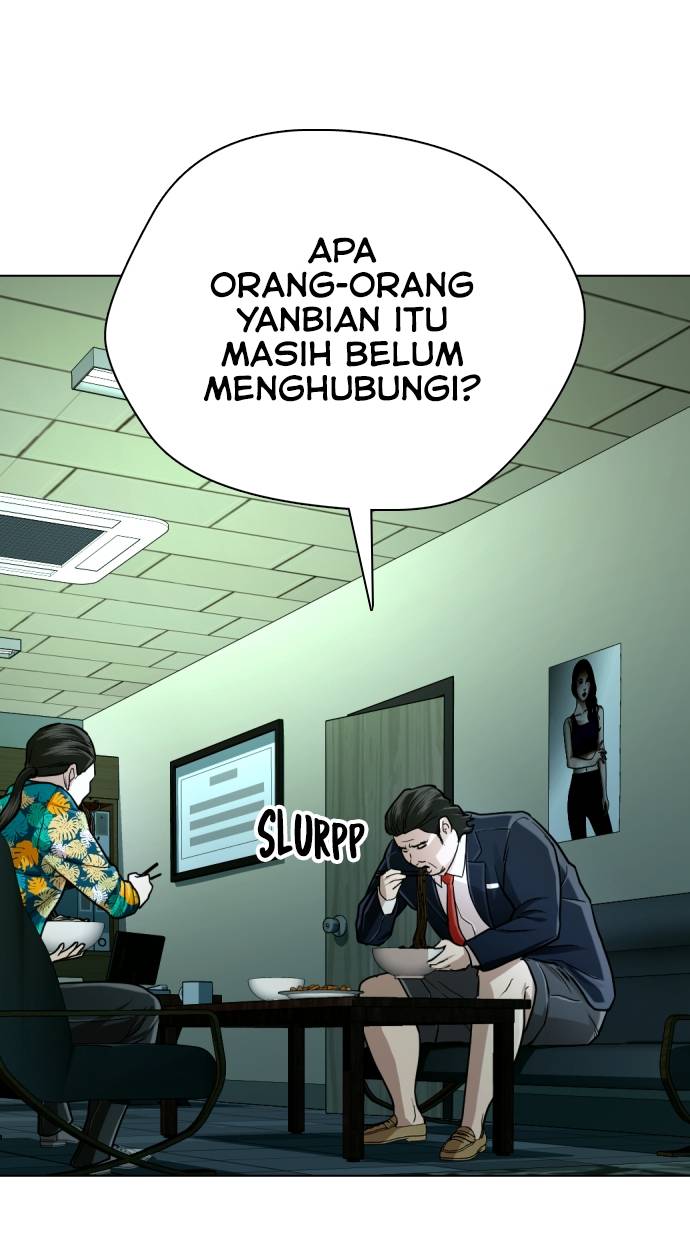 APA
ORANG-ORANG
YANBIAN ITU
MASIH BELUM
MENGHUBUNGI?
SLURPP